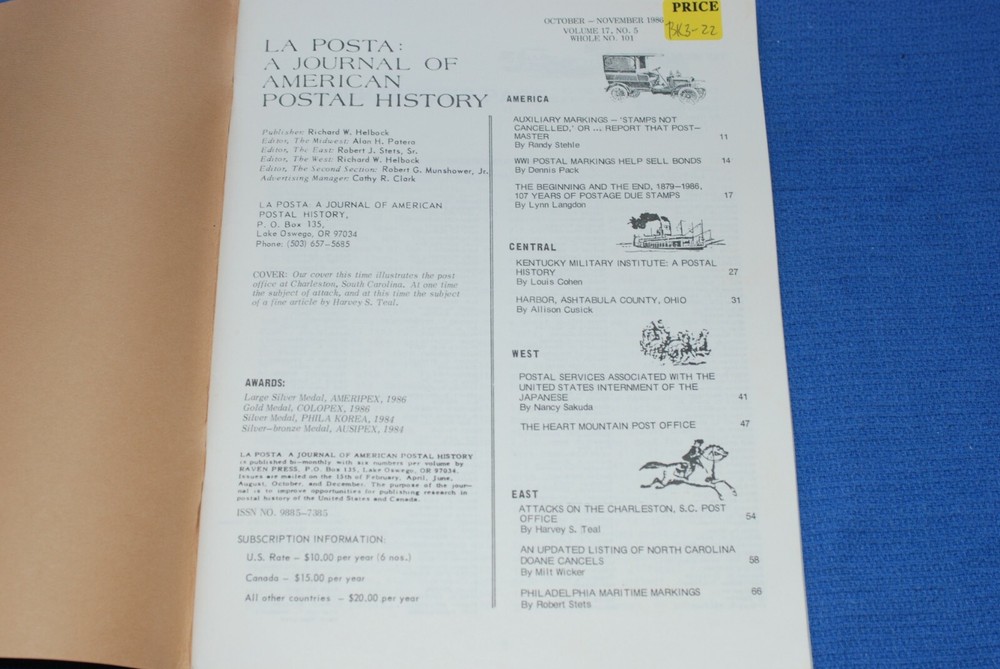 PRICE
BK3-22
OCTOBER – NOVEMBER 1986
VOLUME 17, NO. 5
WHOLE NO. 101
LA POSTA:
A JOURNAL OF
AMERICAN
POSTAL HISTORY
Publisher: Richard W. Helbock
Editor, The Midwest: Alan H. Patera
Editor, The East: Robert J. Stets, Sr.
Editor, The West: Richard W. Helbock
Editor, The Second Section: Robert G. Munshower, Jr.
Advertising Manager: Cathy R. Clark
LA POSTA: A JOURNAL OF AMERICAN
POSTAL HISTORY,
P. O. Box 135,
Lake Oswego, OR 97034
Phone: (503) 657-5685
COVER: Our cover this time illustrates the post
office at Charleston, South Carolina. At one time
the subject of attack, and at this time the subject
of a fine article by Harvey S. Teal.
AWARDS:
Large Silver Medal, AMERIPEX, 1986
Gold Medal, COLOPEX, 1986
Silver Medal, PHILA KOREA, 1984
Silver-bronze Medal, AUSIPEX, 1984
LA POSTA A JOURNAL OF AMERICAN POSTAL HISTORY
is published bi-monthly with six numbers per volume by
RAVEN PRESS, P.O. Box 135, Lake Oswego, OR 97034.
Issues are mailed on the 15th of February, April, June,
August, October, and December. The purpose of the jour-
nal is to improve opportunities for publishing research in
postal history of the United States and Canada.
ISSN NO. 9885-7385
SUBSCRIPTION INFORMATION:
U.S. Rate – $10.00 per year (6 nos.)
Canada – $15.00 per year
All other countries – $20.00 per year
AMERICA
AUXILIARY MARKINGS – 'STAMPS NOT
CANCELLED,' OR ... REPORT THAT POST–
MASTER 11
By Randy Stehle
WWI POSTAL MARKINGS HELP SELL BONDS 14
By Dennis Pack
THE BEGINNING AND THE END, 1879–1986,
107 YEARS OF POSTAGE DUE STAMPS 17
By Lynn Langdon
CENTRAL
KENTUCKY MILITARY INSTITUTE: A POSTAL
HISTORY 27
By Louis Cohen
HARBOR, ASHTABULA COUNTY, OHIO 31
By Allison Cusick
WEST
POSTAL SERVICES ASSOCIATED WITH THE
UNITED STATES INTERNMENT OF THE
JAPANESE 41
By Nancy Sakuda
THE HEART MOUNTAIN POST OFFICE 47
EAST
ATTACKS ON THE CHARLESTON, S.C. POST
OFFICE 54
By Harvey S. Teal
AN UPDATED LISTING OF NORTH CAROLINA
DOANE CANCELS 58
By Milt Wicker
PHILADELPHIA MARITIME MARKINGS 66
By Robert Stets